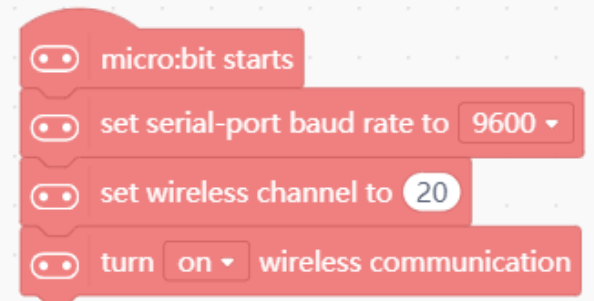 micro:bit starts
set serial-port baud rate to 9600
set wireless channel to 20
turn on wireless communication